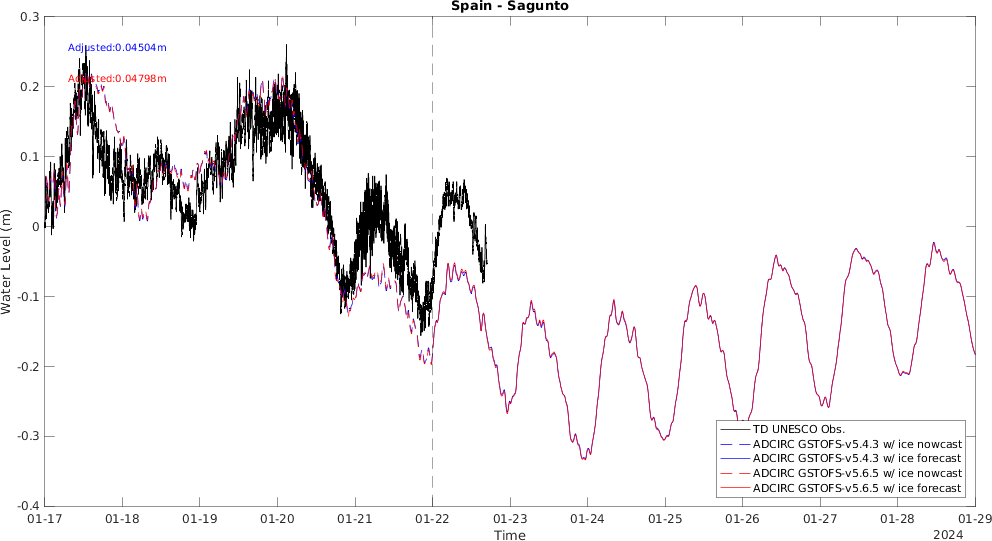 Spain - Sagunto
Adjusted:0.04504m
Adjusted:0.04798m
Water Level (m)
0.3
0.2
0.1
0
-0.1
-0.2
-0.3
-0.4
TD UNESCO Obs.
ADCIRC GSTOFS-v5.4.3 w/ ice nowcast
ADCIRC GSTOFS-v5.4.3 w/ ice forecast
ADCIRC GSTOFS-v5.6.5 w/ ice nowcast
ADCIRC GSTOFS-v5.6.5 w/ ice forecast
01-17 01-18 01-19 01-20 01-21 01-22 01-23 01-24 01-25 01-26 01-27 01-28 01-29
Time
2024